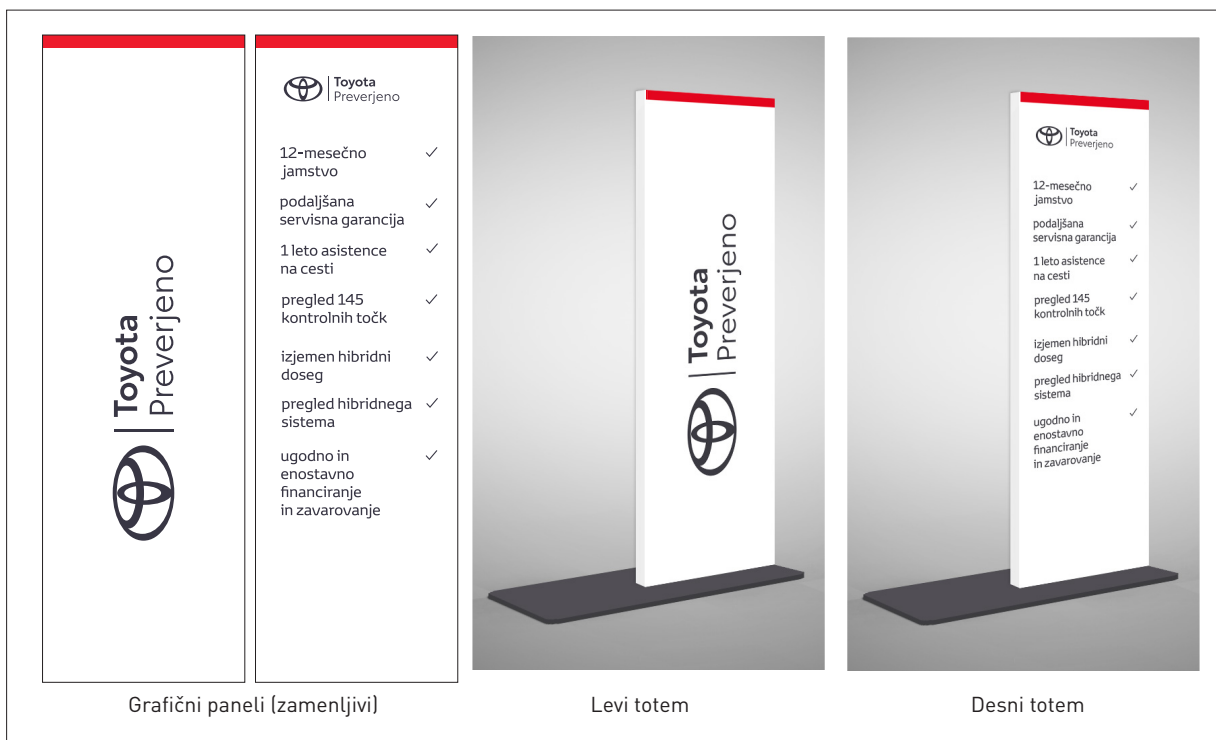 Toyota
Preverjeno
Toyota
Preverjeno
12-mesečno
jamstvo
podaljšana
servisna garancija
1 leto asistence
na cesti
pregled 145
kontrolnih točk
izjemen hibridni
doseg
pregled hibridnega
sistema
ugodno in
enostavno
financiranje
in zavarovanje
Toyota
Preverjeno
Toyota
Preverjeno
12-mesečno
jamstvo
podaljšana
servisna garancija
1 leto asistence
na cesti
pregled 145
kontrolnih točk
izjemen hibridni
doseg
pregled hibridnega
sistema
ugodno in
enostavno
financiranje
in zavarovanje
Grafični paneli (zamenljivi)
Levi totem
Desni totem